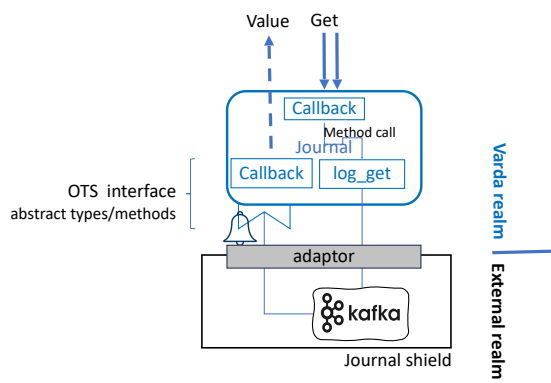 Value
Get
Callback
Method call
Journal
Callback
log_get
OTS interface
abstract types/methods
adaptor
kafka
Journal shield
Varda realm
External realm